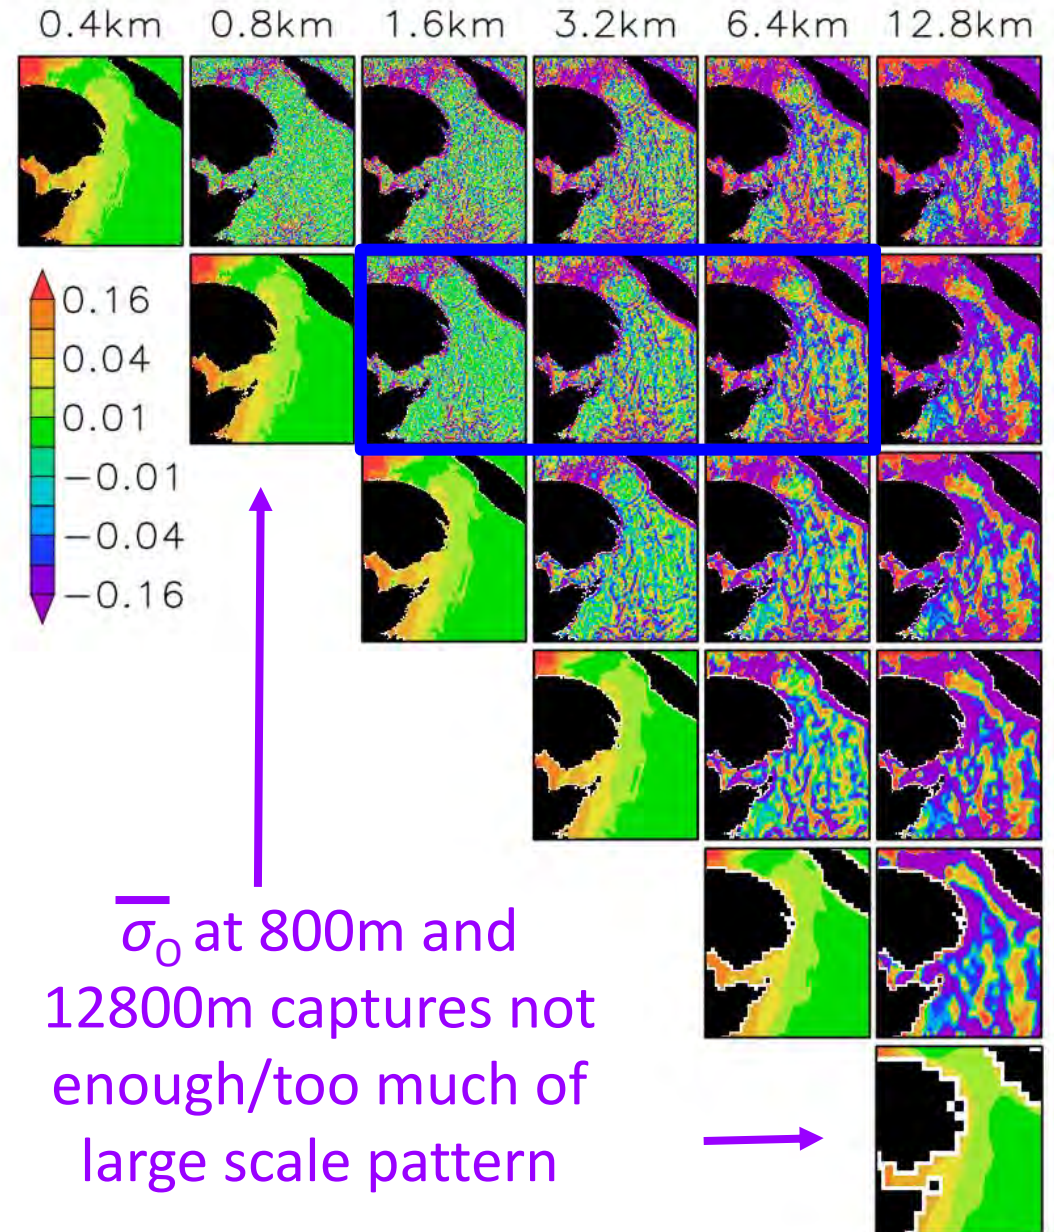 0.4km 0.8km 1.6km 3.2km 6.4km 12.8km
0.16
0.04
0.01
−0.01
−0.04
−0.16
σ̅O at 800m and
12800m captures not
enough/too much of
large scale pattern